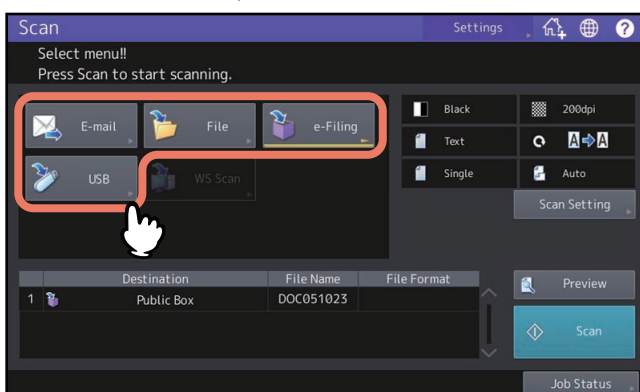 Scan
Settings
?
Select menu!!
Press Scan to start scanning.
E-mail
File
e-Filing
USB
WS Scan
Black
200dpi
Text
A A
Single
Auto
Scan Setting
Destination File Name File Format
1 Public Box DOC051023
Preview
Scan
Job Status